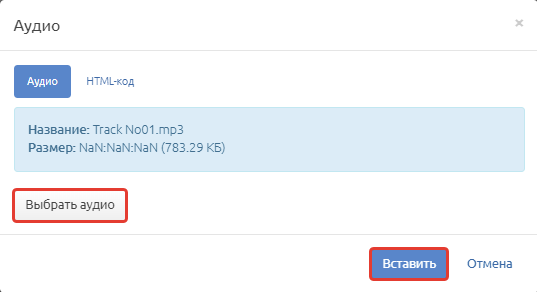 Аудио
×
Аудио HTML-код
Название: Track No01.mp3
Размер: NaN:NaN:NaN (783.29 КБ)
Выбрать аудио
Вставить Отмена